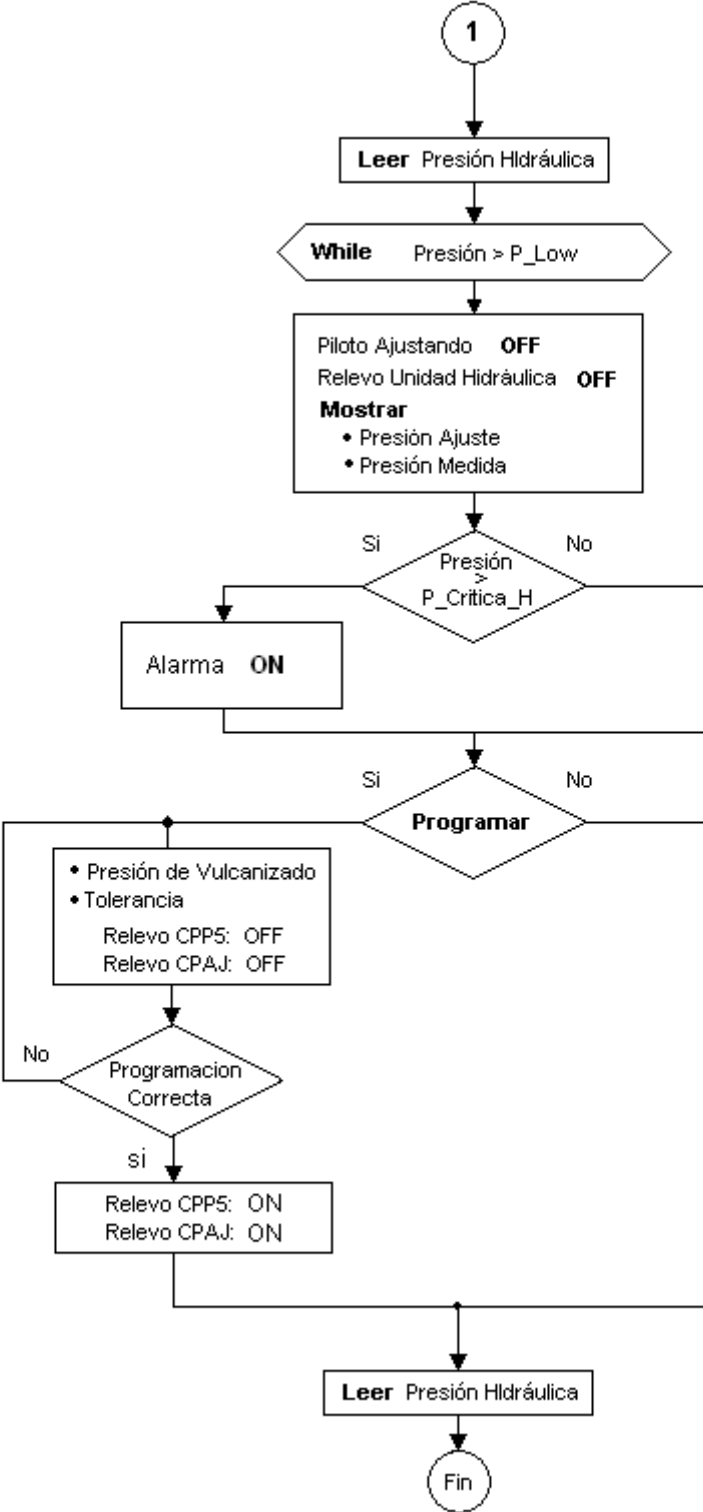 1
Leer Presión HIdráulica
While Presión > P_Low
Piloto Ajustando OFF
Relevo Unidad Hidráulica OFF
Mostrar
• Presión Ajuste
• Presión Medida
Si
No
Presión
>
P_Critica_H
Alarma ON
Si
No
Programar
• Presión de Vulcanizado
• Tolerancia
Relevo CPP5: OFF
Relevo CPAJ: OFF
No
Programacion
Correcta
si
Relevo CPP5: ON
Relevo CPAJ: ON
Leer Presión HIdráulica
Fin